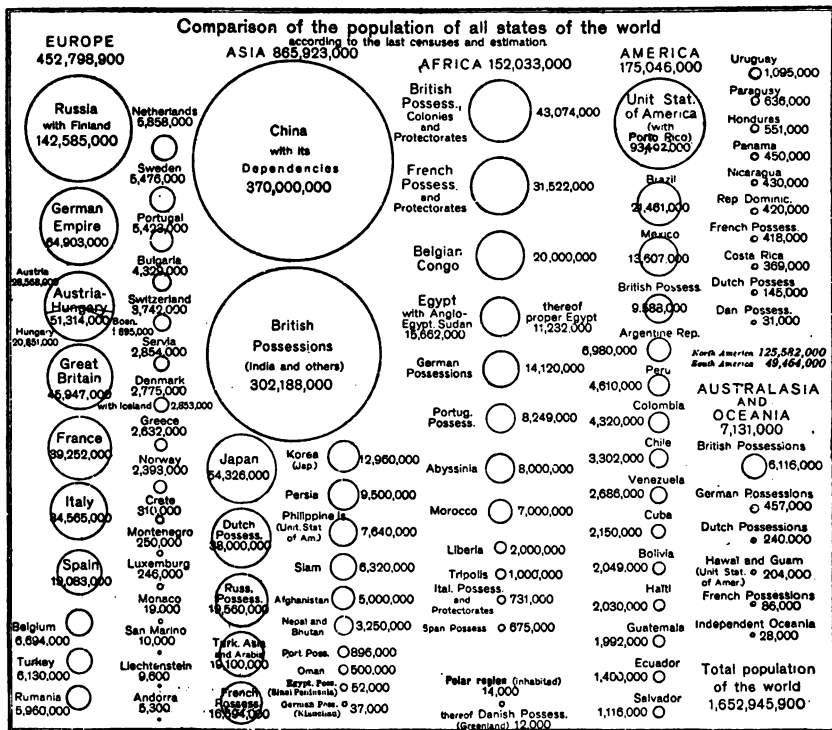 Comparison of the population of all states of the world
according to the last censuses and estimation
EUROPE
452,798,900
Russia
with Finland
142,585,000
German
Empire
64,903,000
Austria
28,568,900
Austria-
Hungary
51,314,000
Bosn.
1 895,000
Hungary
20,851,000
Great
Britain
45,947,000
France
39,252,000
Italy
34,565,000
Spain
19,083,000
Belgium
6,694,000
Turkey
6,130,000
Rumania
5,960,000
Netherlands
5,858,000
Sweden
5,476,000
Portugal
5,423,000
Bulgaria
4,329,000
Switzerland
3,742,000
Servia
2,854,000
Denmark
2,775,000
with Iceland 2,853,000
Greece
2,632,000
Norway
2,393,000
Crete
310,000
Montenegro
250,000
Luxemburg
246,000
Monaco
19.000
San Marino
10,000
Liechtenstein
9,600
Andorra
5,300
ASIA 865,923,000
China
with its
Dependencies
370,000,000
British
Possessions
(India and others)
302,188,000
Japan
54,326,000
Dutch
Possess.
38,000,000
Russ.
Possess.
19,560,000
Turk. Asia
and Arabia
19,100,000
French
Possess.
16,594,000
Korea
(Jap.)
12,960,000
Persia
9,500,000
Philippine Is.
(Unit. Stat
of Am.)
7,640,000
Siam
6,320,000
Afghanistan
5,000,000
Nepal and
Bhutan
3,250,000
Port Poss.
896,000
Oman
500.000
Egypt. Poss.
(Sinai Peninsula)
52,000
German Poss.
(Kiauchau)
37,000
AFRICA 152,033,000
British
Possess.,
Colonies
and
Protectorates
43,074,000
French
Possess.
and
Protectorates
31,522,000
Belgian
Congo
20,000,000
Egypt
with Anglo-
Egypt. Sudan
15,662,000
thereof
proper Egypt
11,232,000
German
Possessions
14,120,000
Portug.
Possess.
8,249,000
Abyssinia
8,000,000
Morocco
7,000,000
Liberia
2,000,000
Tripolis
1,000,000
Ital. Possess.
and
Protectorates
731,000
Span Possess
675,000
Polar region (inhabited)
14,000
thereof Danish Possess.
(Greenland) 12,000
AMERICA
175,046,000
Unit Stat.
of America
(with
Porto Rico)
93402,000
Brazil
21,461,000
Mexico
13,607,000
British Possess.
9,588,000
Argentine Rep.
6,980,000
Peru
4,610,000
Colombia
4,320,000
Chile
3,302,000
Venezuela
2,686,000
Cuba
2,150,000
Bolivia
2,049,000
Haïti
2,030,000
Guatemala
1,992,000
Ecuador
1,400,000
Salvador
1,116,000
Uruguay
1,095,000
Paraguay
636,000
Honduras
551,000
Panama
450,000
Nicaragua
430,000
Rep Dominic.
420,000
French Possess.
418,000
Costa Rica
369,000
Dutch Possess
145,000
Dan Possess.
31,000
North America 125,582,000
South America 49,464,000
AUSTRALASIA
AND
OCEANIA
7,131,000
British Possessions
6,116,000
German Possessions
457,000
Dutch Possessions
240.000
Hawaï and Guam
(Unit Stat.
of Amer.)
204,000
French Possessions
86,000
Independent Oceania
28,000
Total population
of the world
1,652,945,900